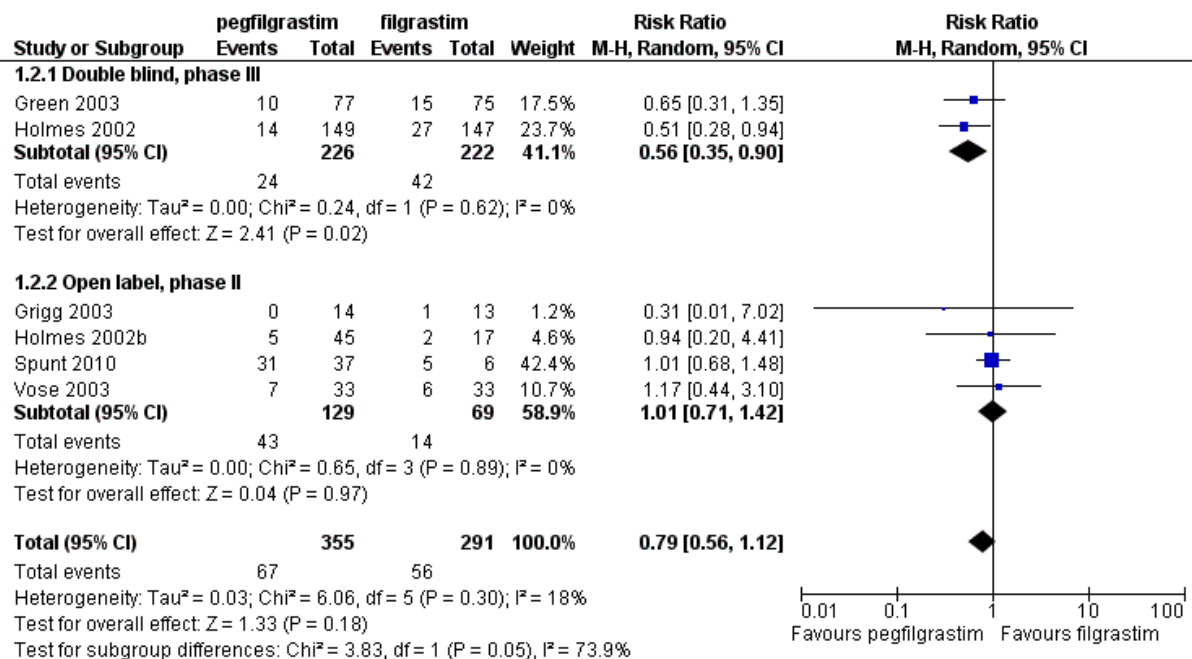 pegfilgrastim filgrastim Risk Ratio Risk Ratio
Study or Subgroup Events Total Events Total Weight M-H, Random, 95% CI M-H, Random, 95% CI
1.2.1 Double blind, phase III
Green 2003 10 77 15 75 17.5% 0.65 [0.31, 1.35]
Holmes 2002 14 149 27 147 23.7% 0.51 [0.28, 0.94]
Subtotal (95% CI) 226 222 41.1% 0.56 [0.35, 0.90]
Total events 24 42
Heterogeneity: Tau² = 0.00; Chi² = 0.24, df = 1 (P = 0.62); I² = 0%
Test for overall effect: Z = 2.41 (P = 0.02)
1.2.2 Open label, phase II
Grigg 2003 0 14 1 13 1.2% 0.31 [0.01, 7.02]
Holmes 2002b 5 45 2 17 4.6% 0.94 [0.20, 4.41]
Spunt 2010 31 37 5 6 42.4% 1.01 [0.68, 1.48]
Vose 2003 7 33 6 33 10.7% 1.17 [0.44, 3.10]
Subtotal (95% CI) 129 69 58.9% 1.01 [0.71, 1.42]
Total events 43 14
Heterogeneity: Tau² = 0.00; Chi² = 0.65, df = 3 (P = 0.89); I² = 0%
Test for overall effect: Z = 0.04 (P = 0.97)
Total (95% CI) 355 291 100.0% 0.79 [0.56, 1.12]
Total events 67 56
Heterogeneity: Tau² = 0.03; Chi² = 6.06, df = 5 (P = 0.30); I² = 18%
Test for overall effect: Z = 1.33 (P = 0.18)
Test for subgroup differences: Chi² = 3.83, df = 1 (P = 0.05), I² = 73.9%
0.01 0.1 1 10 100
Favours pegfilgrastim Favours filgrastim